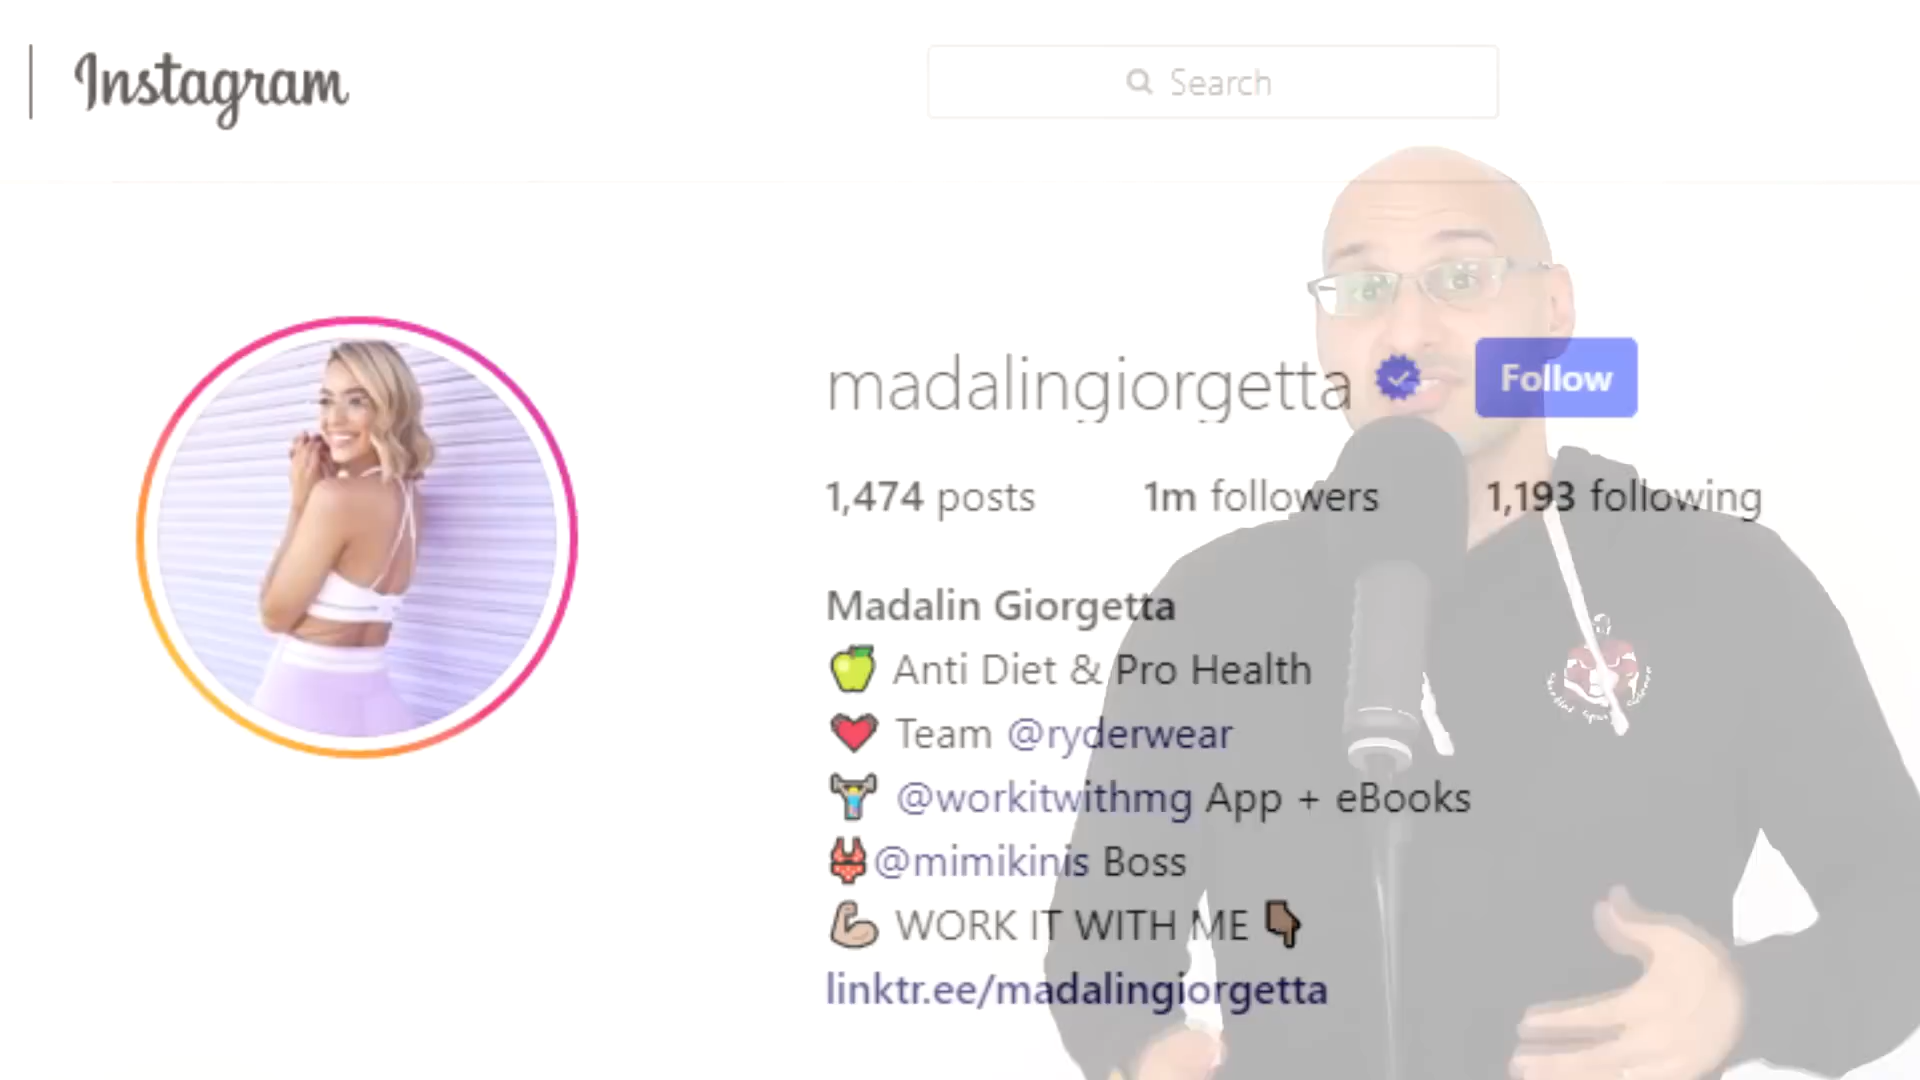 Instagram
Search
madalingiorgetta
Follow
1,474 posts
1m followers
1,193 following
Madalin Giorgetta
Anti Diet & Pro Health
Team @ryderwear
@workitwithmg App + eBooks
@mimikinis Boss
WORK IT WITH ME
linktr.ee/madalingiorgetta